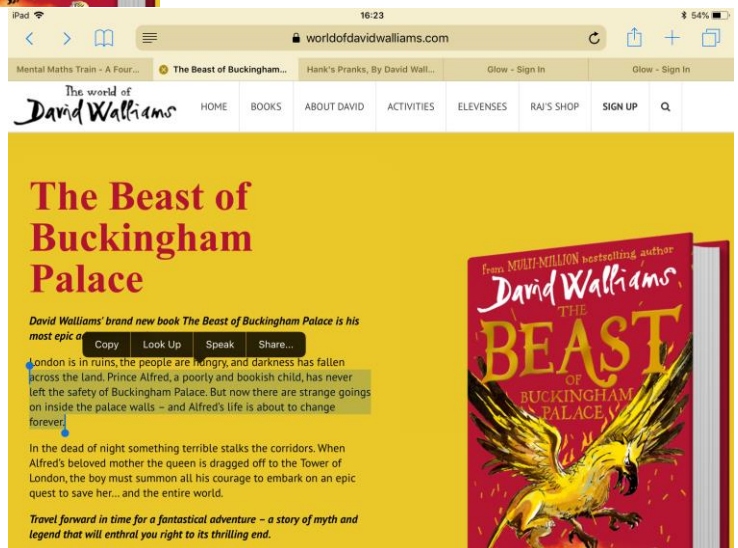 iPad
16:23
54%
worldofdavidwalliams.com
Mental Maths Train - A Four...
The Beast of Buckingham...
Hank's Pranks, By David Wall...
Glow - Sign In
Glow - Sign In
The world of
David Walliams
HOME
BOOKS
ABOUT DAVID
ACTIVITIES
ELEVENSES
RAJ'S SHOP
SIGN UP
The Beast of
Buckingham
Palace
David Walliams' brand new book The Beast of Buckingham Palace is his
most epic a
Copy
Look Up
Speak
Share...
London is in ruins, the people are hungry, and darkness has fallen
across the land. Prince Alfred, a poorly and bookish child, has never
left the safety of Buckingham Palace. But now there are strange goings
on inside the palace walls – and Alfred's life is about to change
forever.
In the dead of night something terrible stalks the corridors. When
Alfred's beloved mother the queen is dragged off to the Tower of
London, the boy must summon all his courage to embark on an epic
quest to save her... and the entire world.
Travel forward in time for a fantastical adventure – a story of myth and
legend that will enthral you right to its thrilling end.
from MULTI-MILLION bestselling author
David Walliams
THE
BEAST
OF
BUCKINGHAM
PALACE